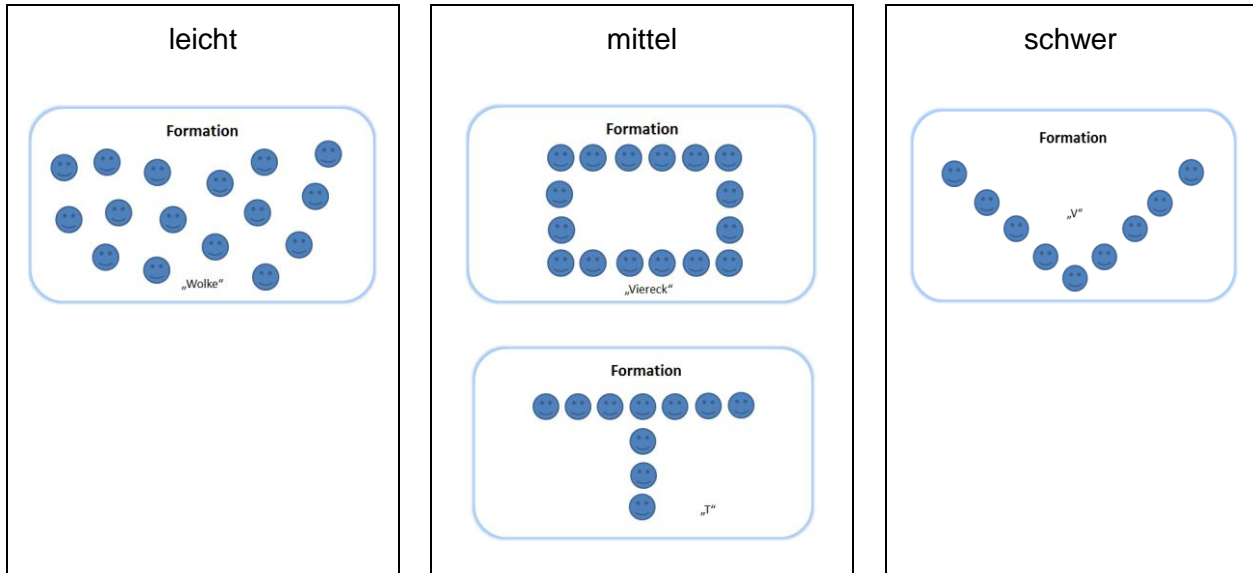 leicht
Formation
„Wolke“
mittel
Formation
„Viereck“
Formation
„T“
schwer
Formation
„V“